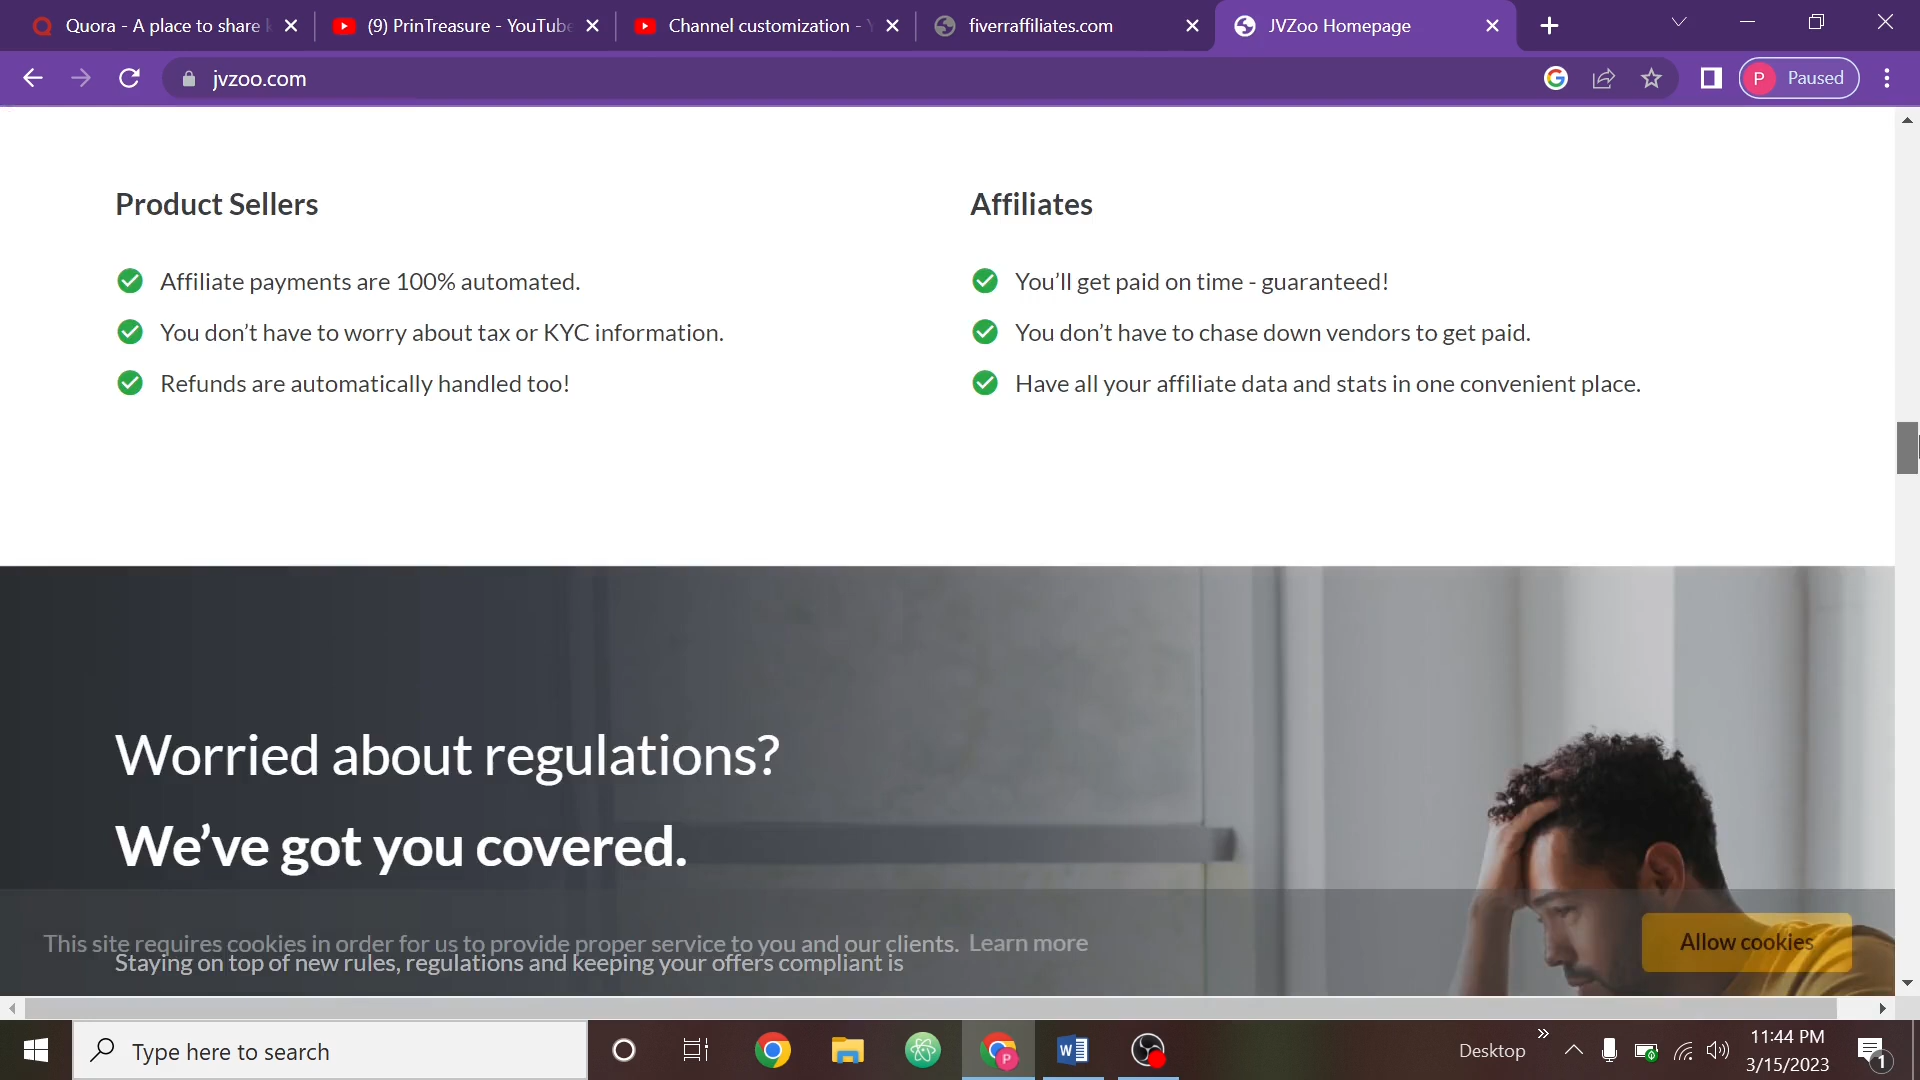 Quora - A place to share
(9) PrinTreasure - YouTube
Channel customization -
fiverraffiliates.com
JVZoo Homepage
jvzoo.com
P
Paused
Product Sellers
Affiliate payments are 100% automated.
You don’t have to worry about tax or KYC information.
Refunds are automatically handled too!
Affiliates
You’ll get paid on time - guaranteed!
You don’t have to chase down vendors to get paid.
Have all your affiliate data and stats in one convenient place.
Worried about regulations?
We’ve got you covered.
This site requires cookies in order for us to provide proper service to you and our clients. Learn more
Allow cookies
Staying on top of new rules, regulations and keeping your offers compliant is
Type here to search
P
W
Desktop
11:44 PM
3/15/2023
1